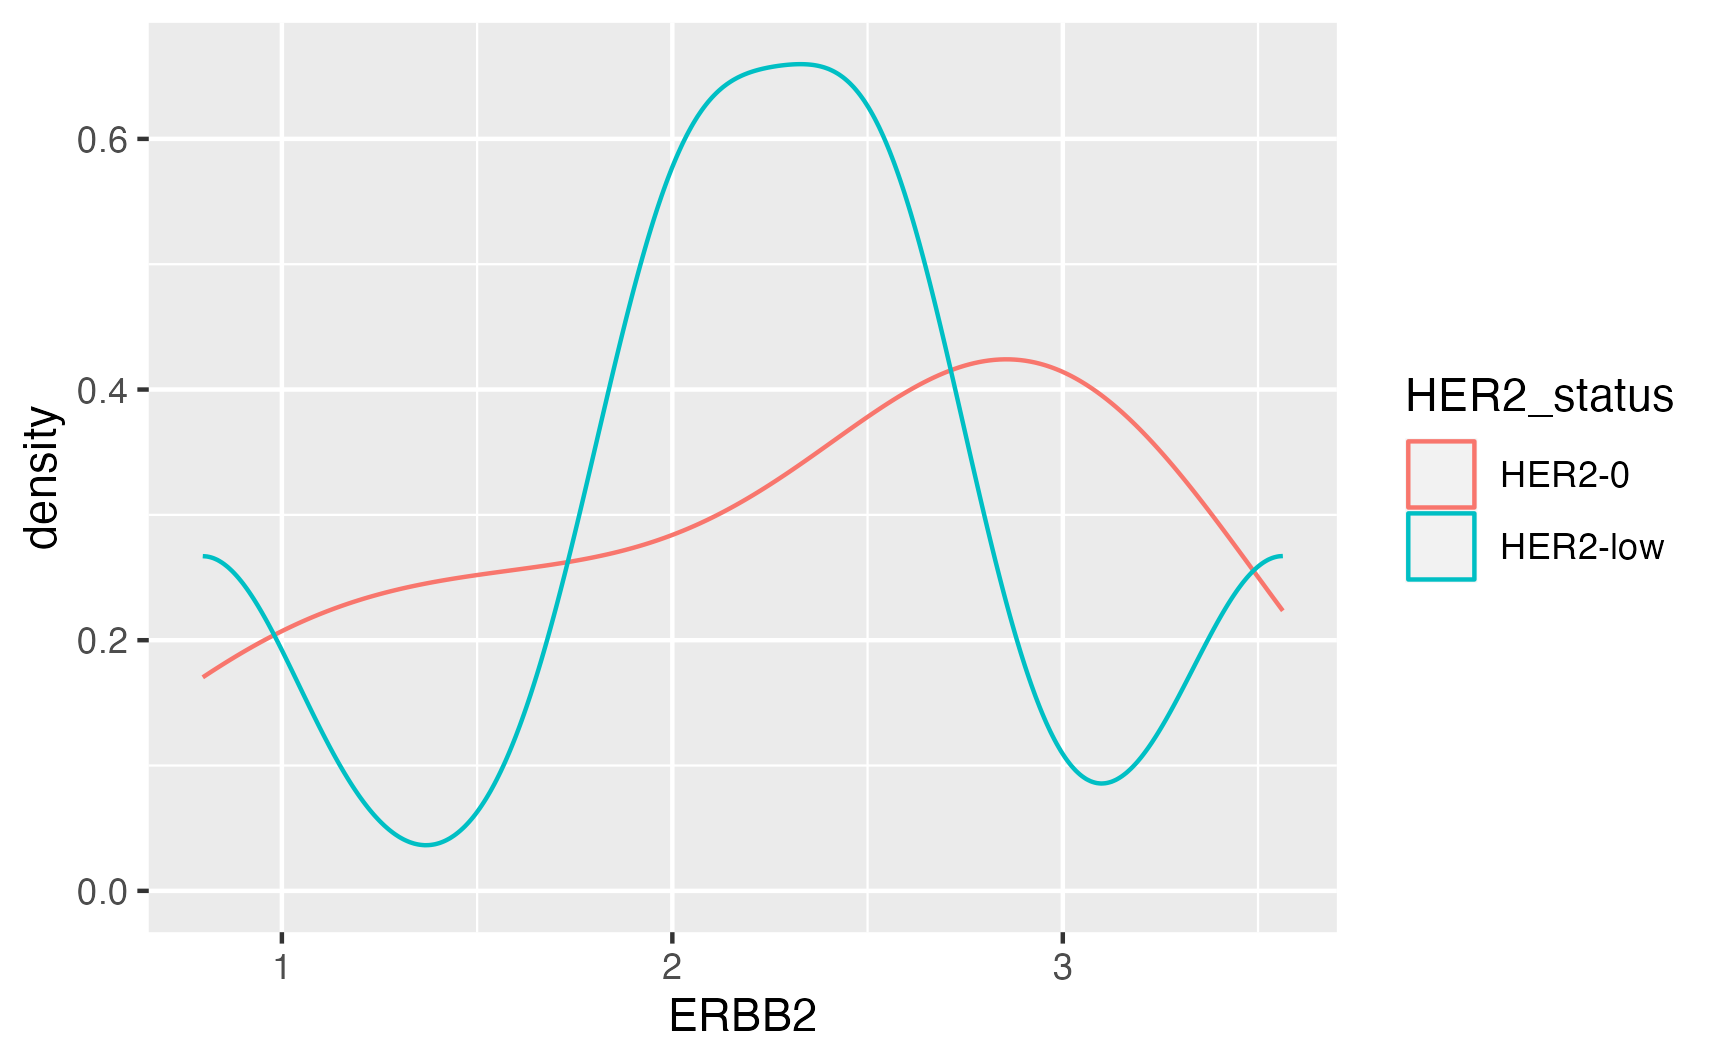 density
0.6
0.4
0.2
0.0
1 2 3
ERBB2
HER2_status
HER2-0
HER2-low